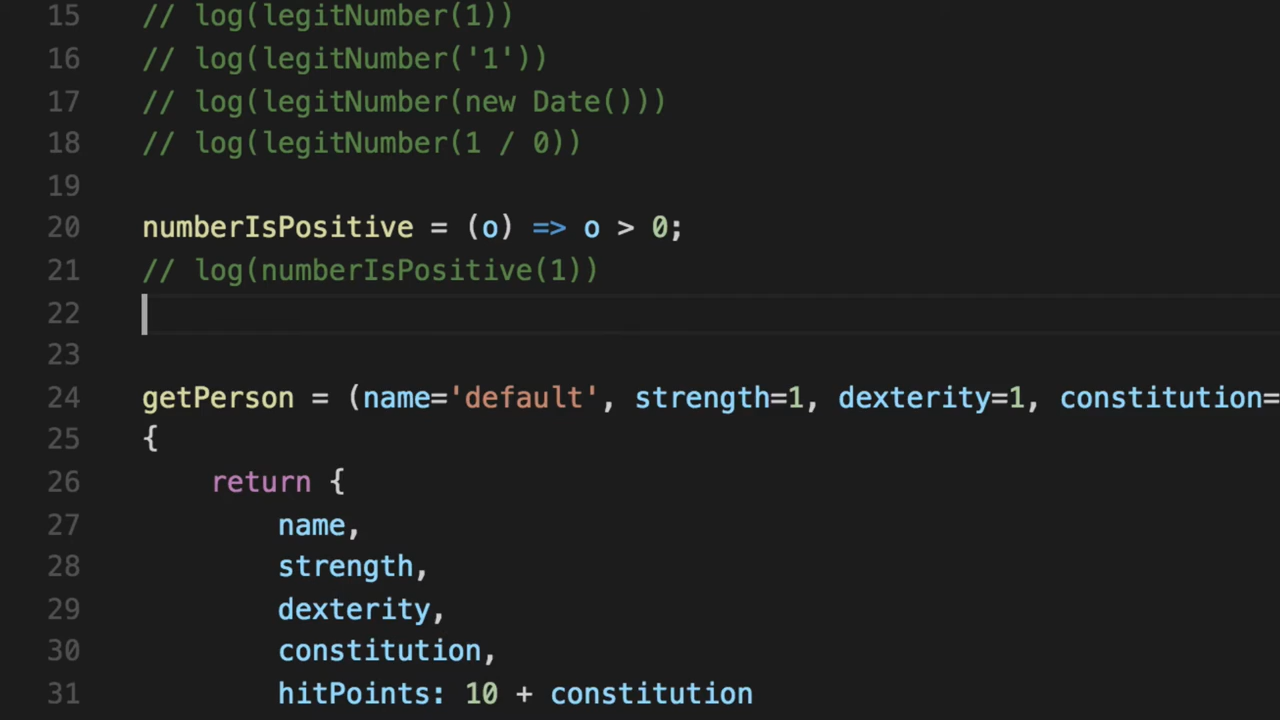 15 // log(legitNumber(1))
16 // log(legitNumber('1'))
17 // log(legitNumber(new Date()))
18 // log(legitNumber(1 / 0))
19
20 numberIsPositive = (o) => o > 0;
21 // log(numberIsPositive(1))
22
23
24 getPerson = (name='default', strength=1, dexterity=1, constitution=
25 {
26 return {
27 name,
28 strength,
29 dexterity,
30 constitution,
31 hitPoints: 10 + constitution